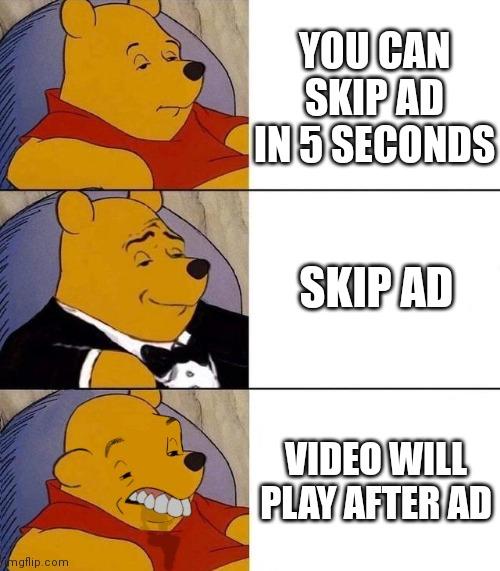 YOU CAN
SKIP AD
IN 5 SECONDS
SKIP AD
VIDEO WILL
PLAY AFTER AD
imgflip.com